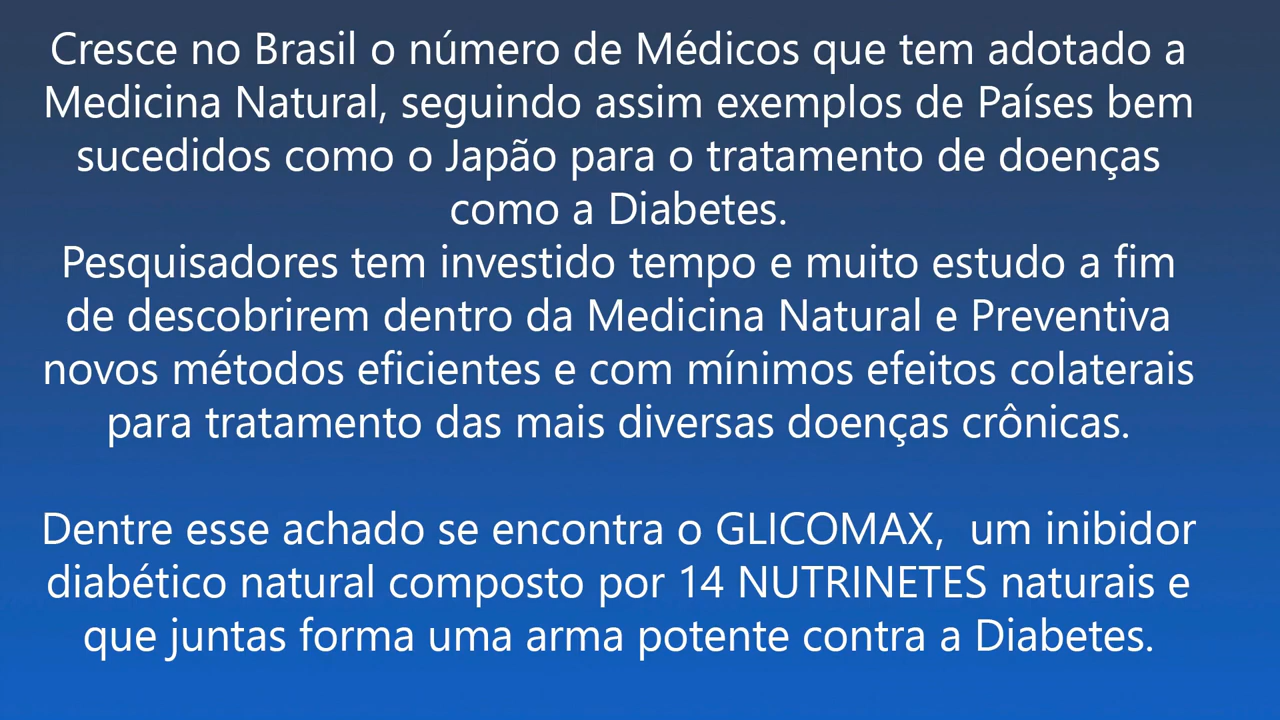 Cresce no Brasil o número de Médicos que tem adotado a
Medicina Natural, seguindo assim exemplos de Países bem
sucedidos como o Japão para o tratamento de doenças
como a Diabetes.
Pesquisadores tem investido tempo e muito estudo a fim
de descobrirem dentro da Medicina Natural e Preventiva
novos métodos eficientes e com mínimos efeitos colaterais
para tratamento das mais diversas doenças crônicas.
Dentre esse achado se encontra o GLICOMAX,  um inibidor
diabético natural composto por 14 NUTRINETES naturais e
que juntas forma uma arma potente contra a Diabetes.